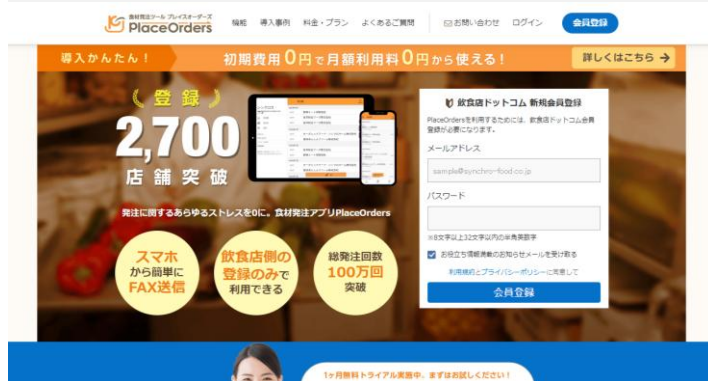 食材発注ツール プレイスオーダーズ
PlaceOrders
機能 導入事例 料金・プラン よくあるご質問 お問い合わせ ログイン 会員登録
導入かんたん! 初期費用0円で月額利用料0円から使える! 詳しくはこちら →
登録
2,700
店舗突破
発注に関するあらゆるストレスを0に。食材発注アプリPlaceOrders
スマホ
から簡単に
FAX送信
飲食店側の
登録のみで
利用できる
総発注回数
100万回
突破
飲食店ドットコム 新規会員登録
PlaceOrdersを利用するためには、飲食店ドットコム会員
登録が必要になります。
メールアドレス
sample@synchro-food.co.jp
パスワード
※8文字以上32文字以内の半角英数字
お役立ち情報満載のお知らせメールを受け取る
利用規約とプライバシーポリシーに同意して
会員登録
1ヶ月無料トライアル実施中。まずはお試しください!